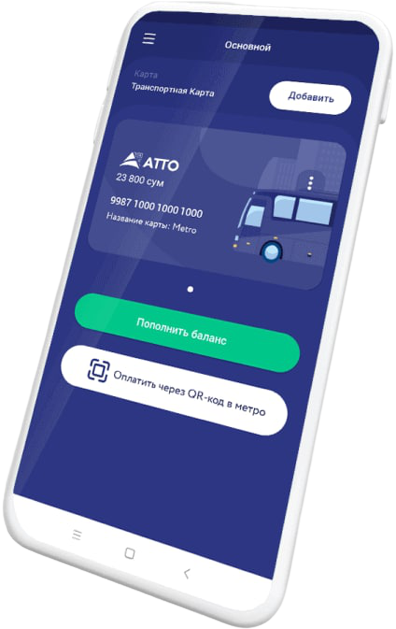 Основной
Карта
Транспортная Карта
Добавить
ATTO
23 800 сум
9987 1000 1000 1000
Название карты: Metro
Пополнить баланс
Оплатить через QR-код в метро